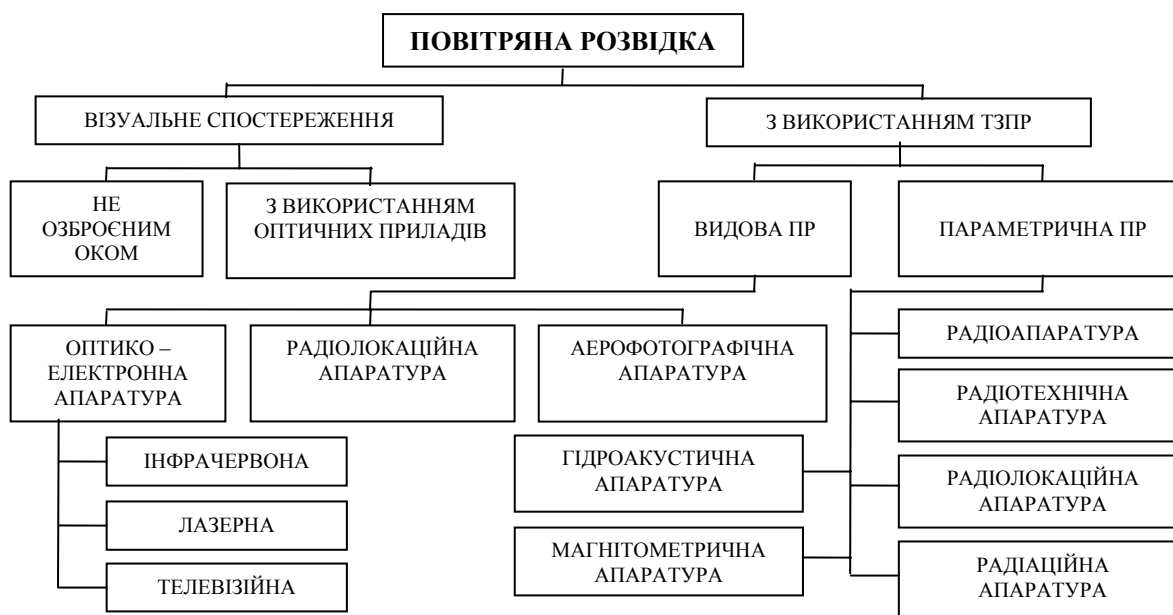 ПОВІТРЯНА РОЗВІДКА
ВІЗУАЛЬНЕ СПОСТЕРЕЖЕННЯ
З ВИКОРИСТАННЯМ ТЗПР
НЕ
ОЗБРОЄНИМ
ОКОМ
З ВИКОРИСТАННЯМ
ОПТИЧНИХ ПРИЛАДІВ
ВИДОВА ПР
ПАРАМЕТРИЧНА ПР
ОПТИКО –
ЕЛЕКТРОННА
АПАРАТУРА
РАДІОЛОКАЦІЙНА
АПАРАТУРА
АЕРОФОТОГРАФІЧНА
АПАРАТУРА
РАДІОАПАРАТУРА
РАДІОТЕХНІЧНА
АПАРАТУРА
ІНФРАЧЕРВОНА
ГІДРОАКУСТИЧНА
АПАРАТУРА
РАДІОЛОКАЦІЙНА
АПАРАТУРА
ЛАЗЕРНА
МАГНІТОМЕТРИЧНА
АПАРАТУРА
РАДІАЦІЙНА
АПАРАТУРА
ТЕЛЕВІЗІЙНА